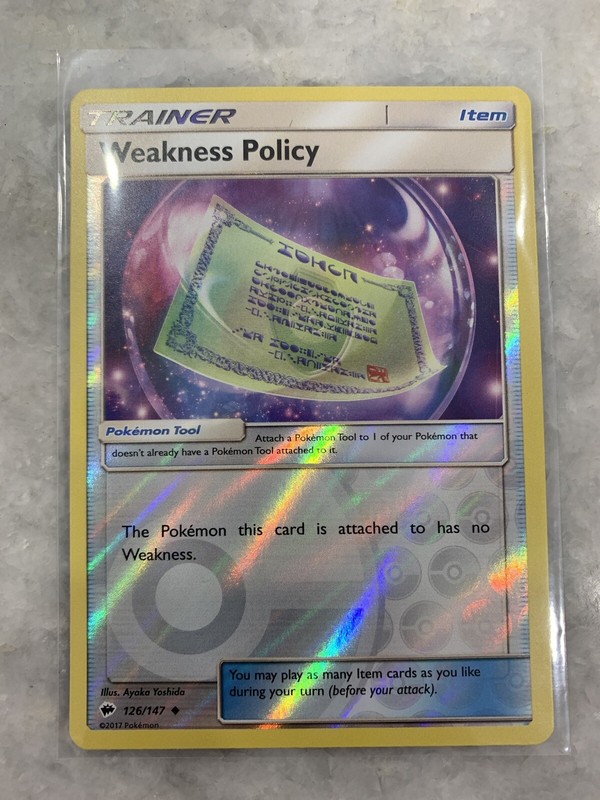 TRAINER
Item
Weakness Policy
Pokémon Tool
Attach a Pokémon Tool to 1 of your Pokémon that
doesn't already have a Pokémon Tool attached to it.
The Pokémon this card is attached to has no
Weakness.
You may play as many Item cards as you like
during your turn (before your attack).
Illus. Ayaka Yoshida
126/147
©2017 Pokémon